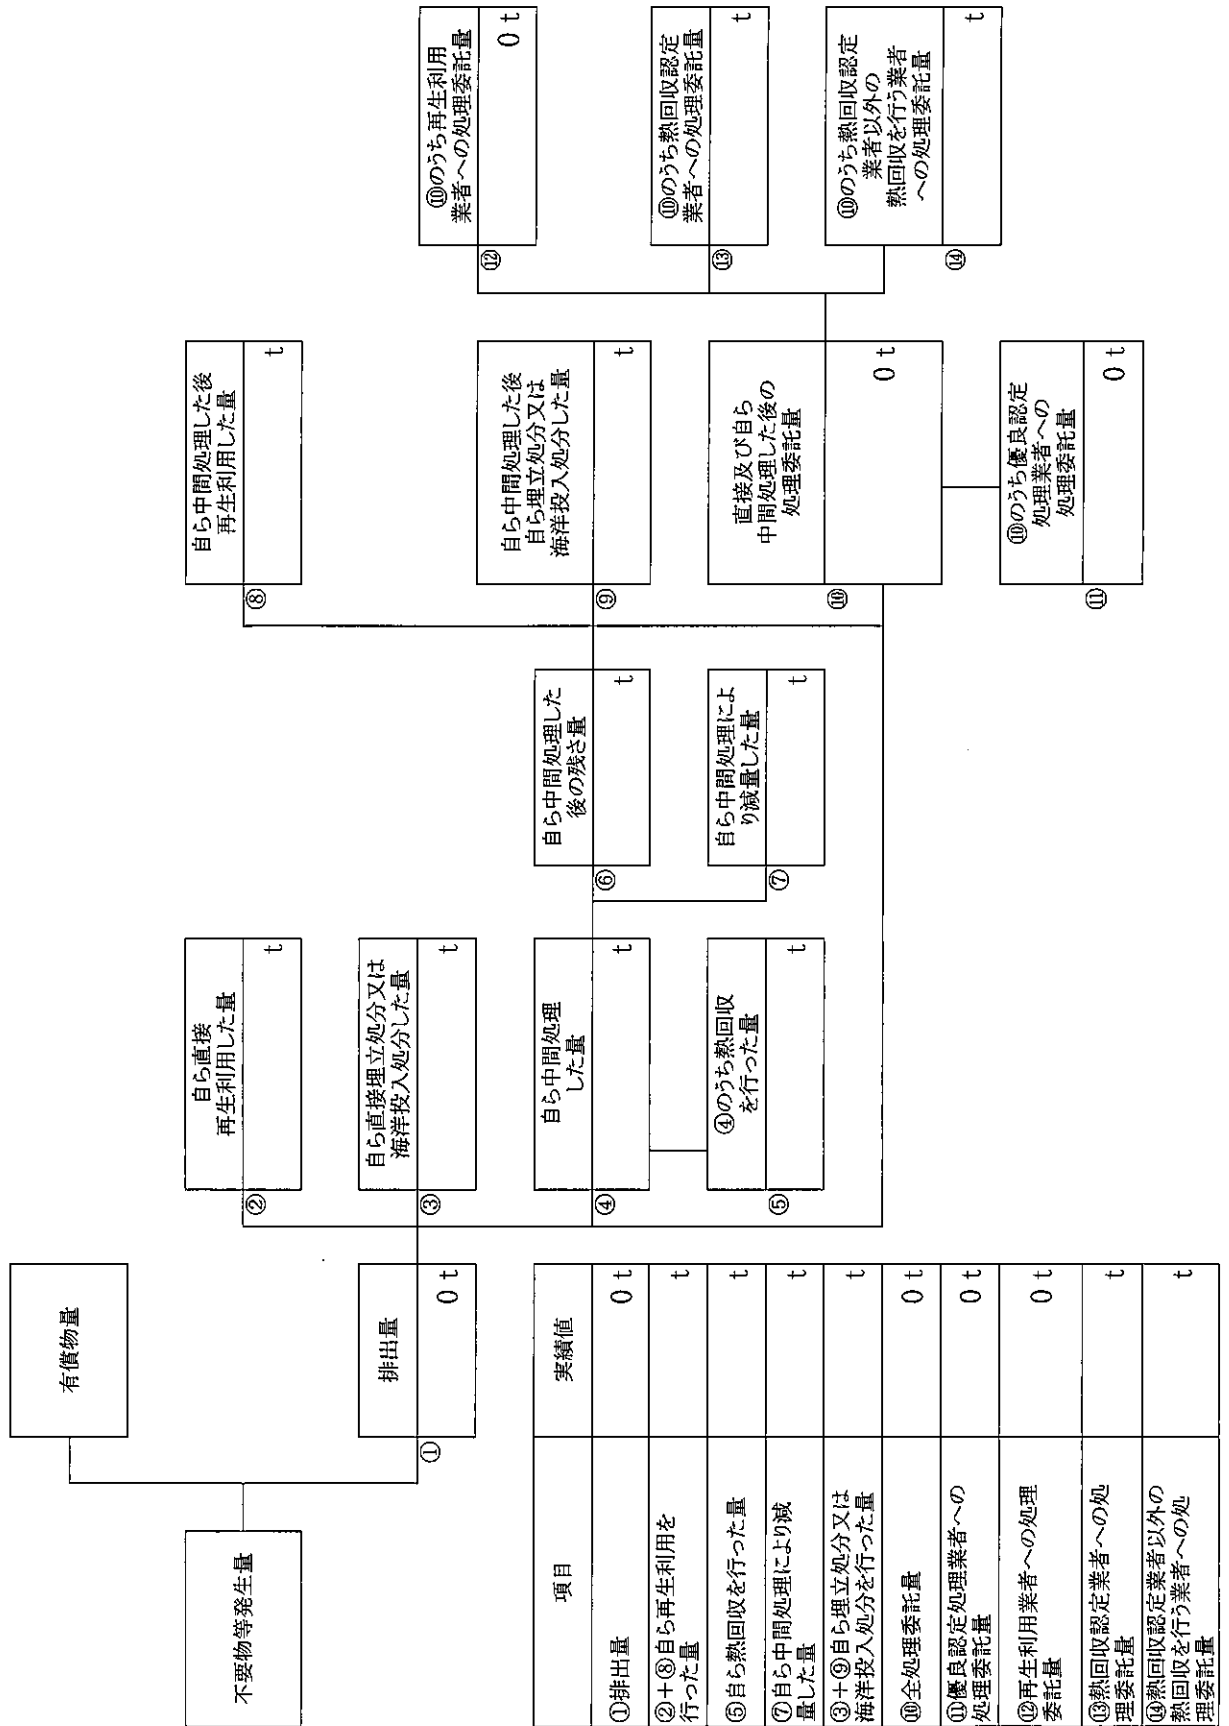 有償物量
不要物等発生量
排出量
①
0 t
自ら直接
再生利用した量
②
t
自ら直接埋立処分又は
海洋投入処分した量
③
t
自ら中間処理
した量
④
t
④のうち熱回収
を行った量
⑤
t
自ら中間処理した
後の残さ量
⑥
t
自ら中間処理によ
り減量した量
⑦
t
自ら中間処理した後
再生利用した量
⑧
t
自ら中間処理した後
自ら埋立処分又は
海洋投入処分した量
⑨
t
直接及び自ら
中間処理した後の
処理委託量
⑩
0 t
⑩のうち優良認定
処理業者への
処理委託量
⑪
0 t
⑩のうち再生利用
業者への処理委託量
⑫
0 t
⑩のうち熱回収認定
業者への処理委託量
⑬
t
⑩のうち熱回収認定
業者以外の
熱回収を行う業者
への処理委託量
⑭
t
項目 実績値
①排出量 0 t
②+⑧自ら再生利用を
行った量 t
⑤自ら熱回収を行った量 t
⑦自ら中間処理により減
量した量 t
③+⑨自ら埋立処分又は
海洋投入処分を行った量 t
⑩全処理委託量 0 t
⑪優良認定処理業者への
処理委託量 0 t
⑫再生利用業者への処理
委託量 0 t
⑬熱回収認定業者への処
理委託量 t
⑭熱回収認定業者以外の
熱回収を行う業者への処
理委託量 t